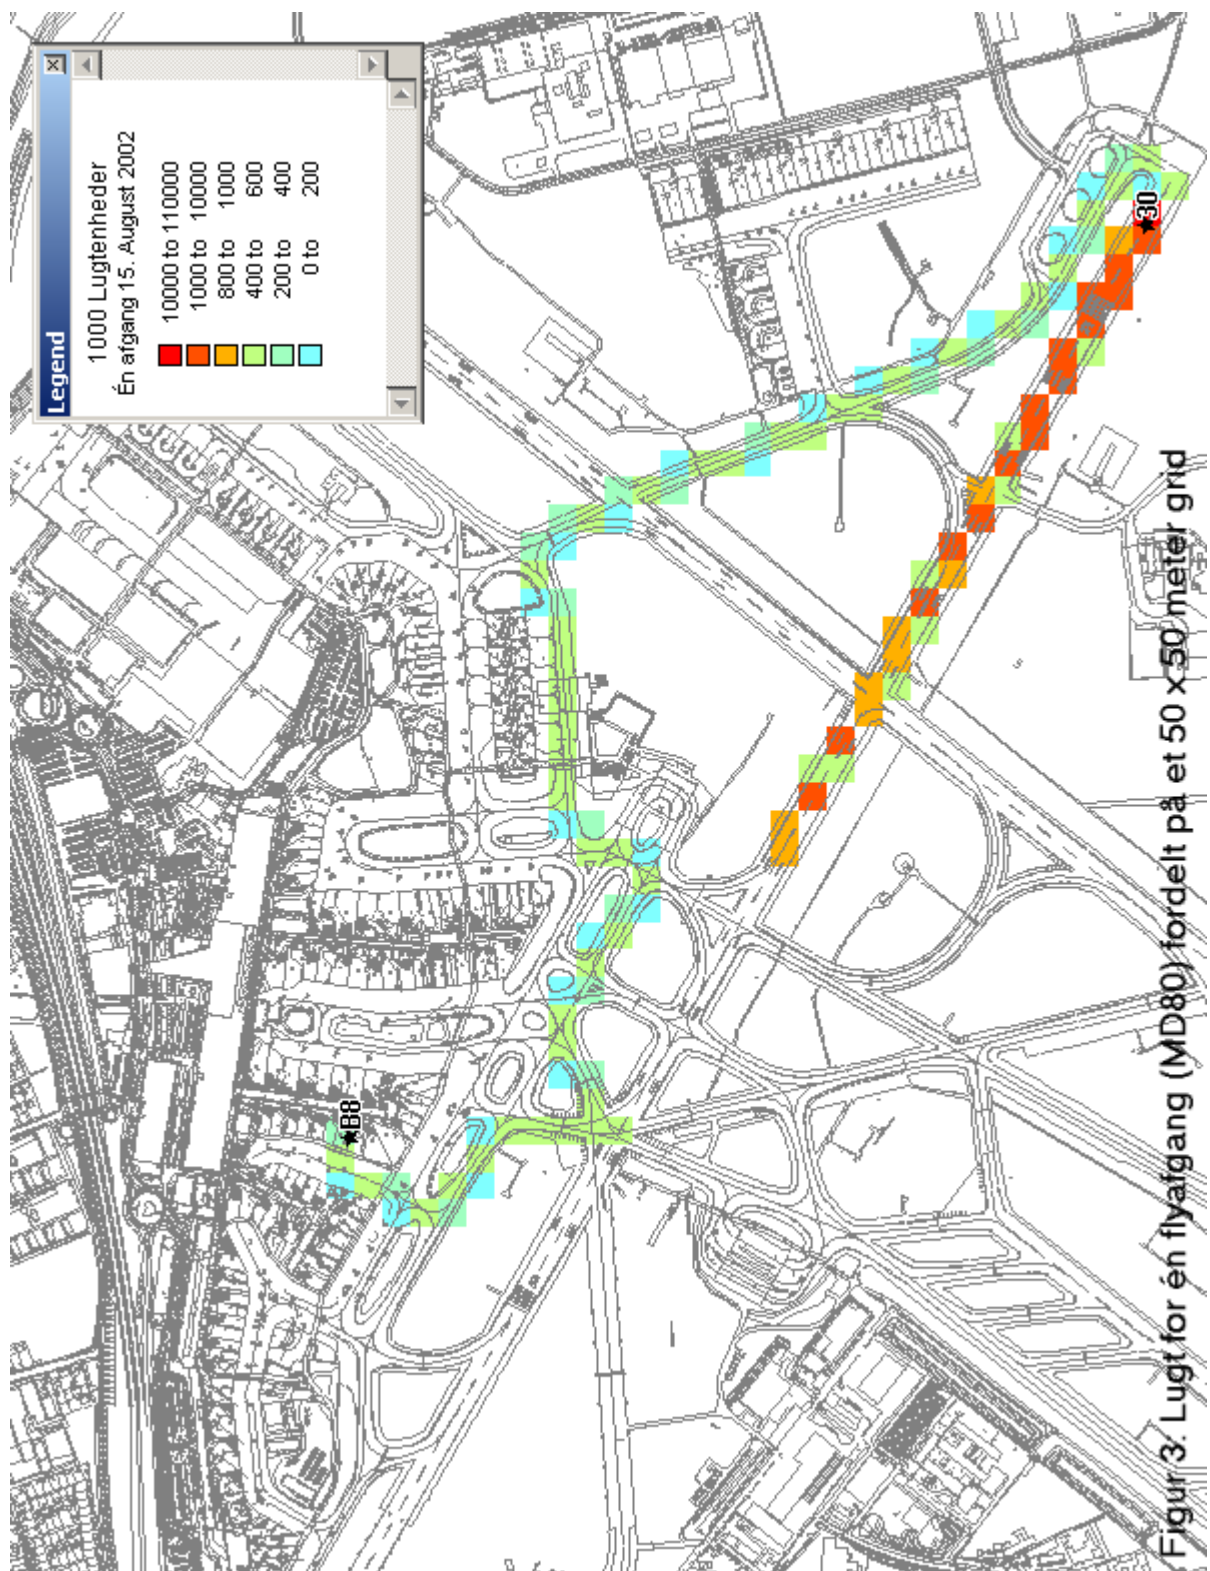 Legend
1000 Lugtenheder
Én afgang 15. August 2002
100000 to 110000
10000 to 100000
800 to 1000
400 to 600
200 to 400
0 to 200
B8
30
Figur 3: Lugt for én flyafgang (MD80) fordelt på et 50 × 50 meter grid